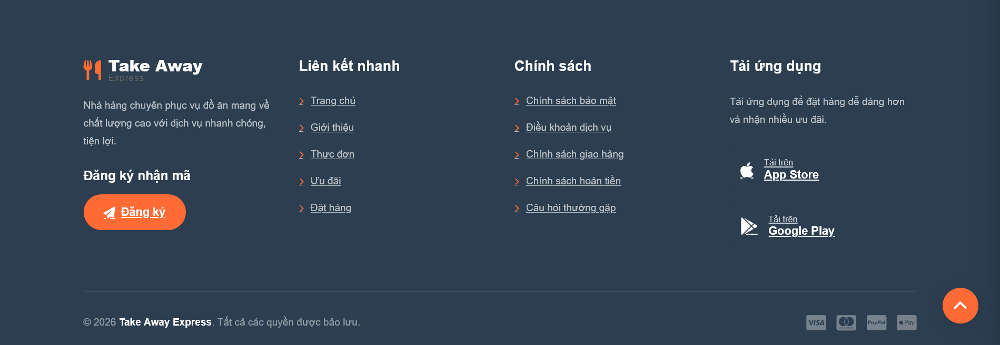 Take Away
Express
Nhà hàng chuyên phục vụ đồ ăn mang về
chất lượng cao với dịch vụ nhanh chóng,
tiện lợi.
Đăng ký nhận mã
Đăng ký
Liên kết nhanh
Trang chủ
Giới thiệu
Thực đơn
Ưu đãi
Đặt hàng
Chính sách
Chính sách bảo mật
Điều khoản dịch vụ
Chính sách giao hàng
Chính sách hoàn tiền
Câu hỏi thường gặp
Tải ứng dụng
Tải ứng dụng để đặt hàng dễ dàng hơn
và nhận nhiều ưu đãi.
Tải trên
App Store
Tải trên
Google Play
© 2026 Take Away Express. Tất cả các quyền được bảo lưu.
VISA
PayPal
Pay